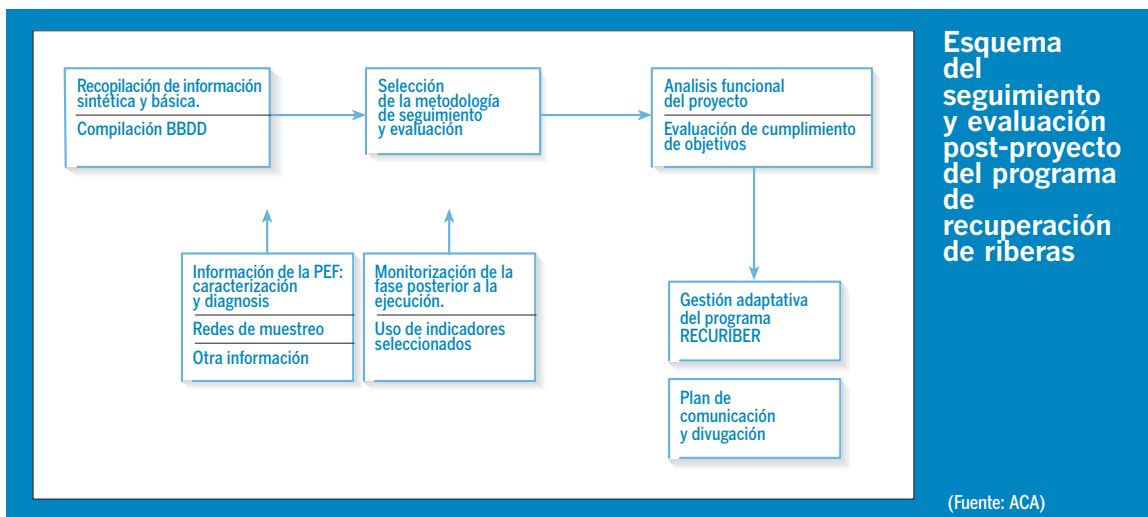 Recopilación de información
sintética y básica.
Compilación BBDD
Selección
de la metodología
de seguimiento
y evaluación
Analisis funcional
del proyecto
Evaluación de cumplimiento
de objetivos
Información de la PEF:
caracterización
y diagnosis
Redes de muestreo
Otra información
Monitorización de la
fase posterior a la
ejecución.
Uso de indicadores
seleccionados
Gestión adaptativa
del programa
RECURIBER
Plan de
comunicación
y divugación
Esquema
del
seguimiento
y evaluación
post-proyecto
del programa
de
recuperación
de riberas
(Fuente: ACA)